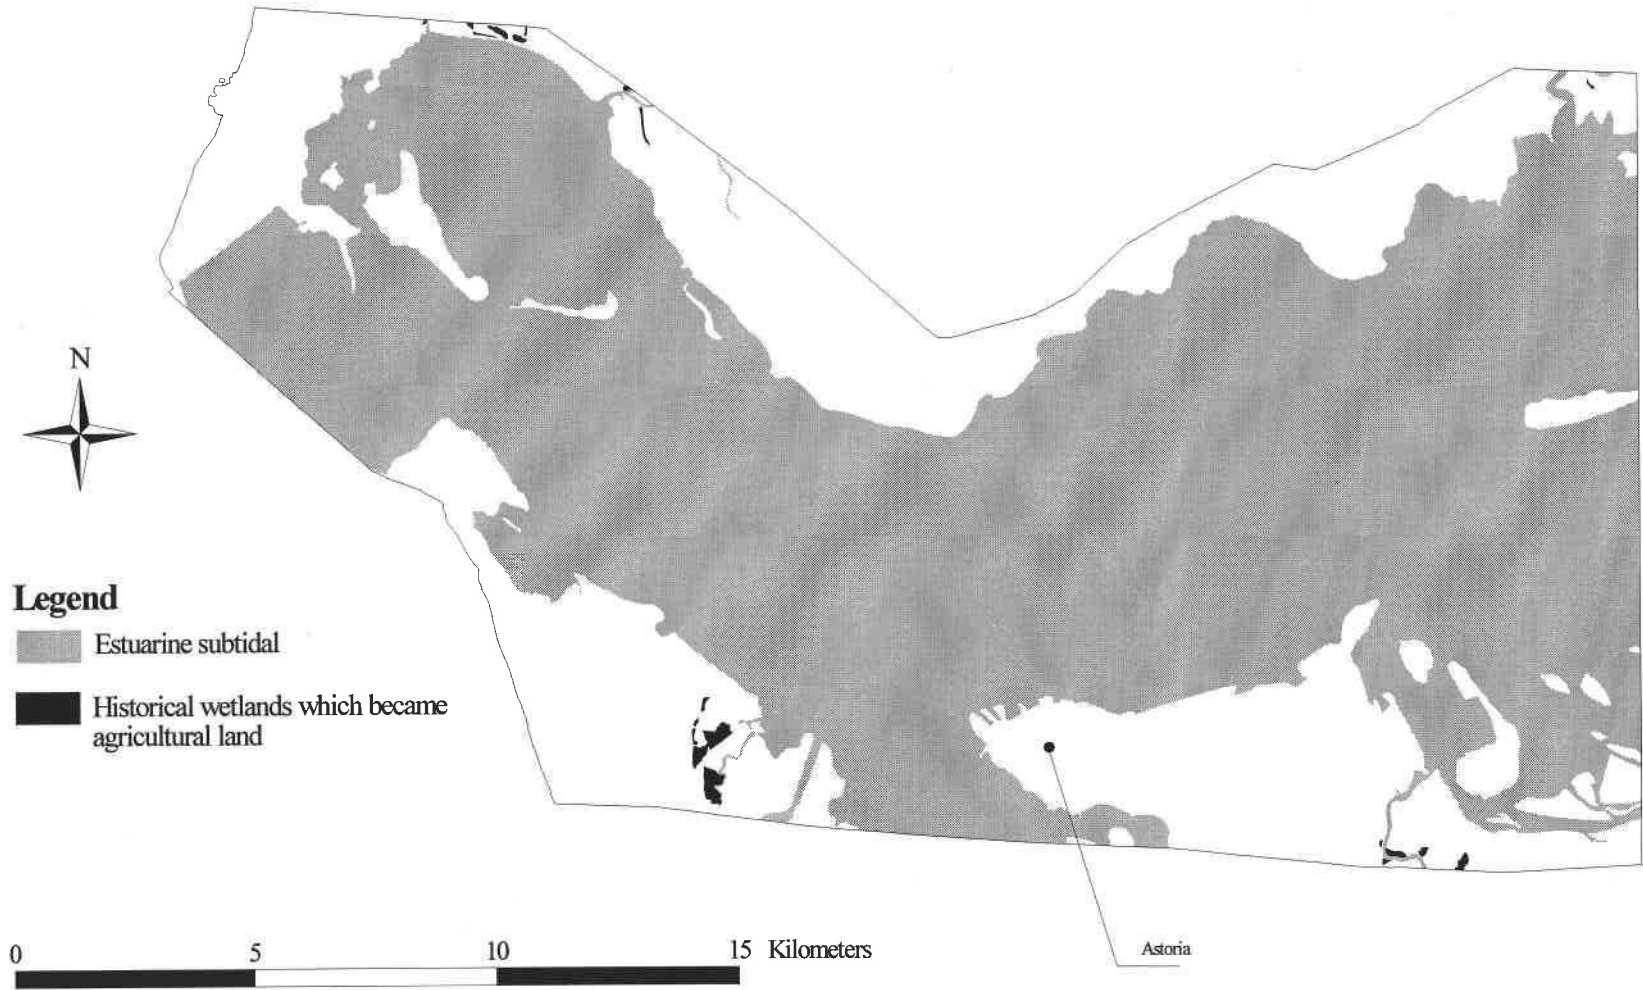 N
Legend
Estuarine subtidal
Historical wetlands which became
agricultural land
0 5 10 15 Kilometers
Astoria